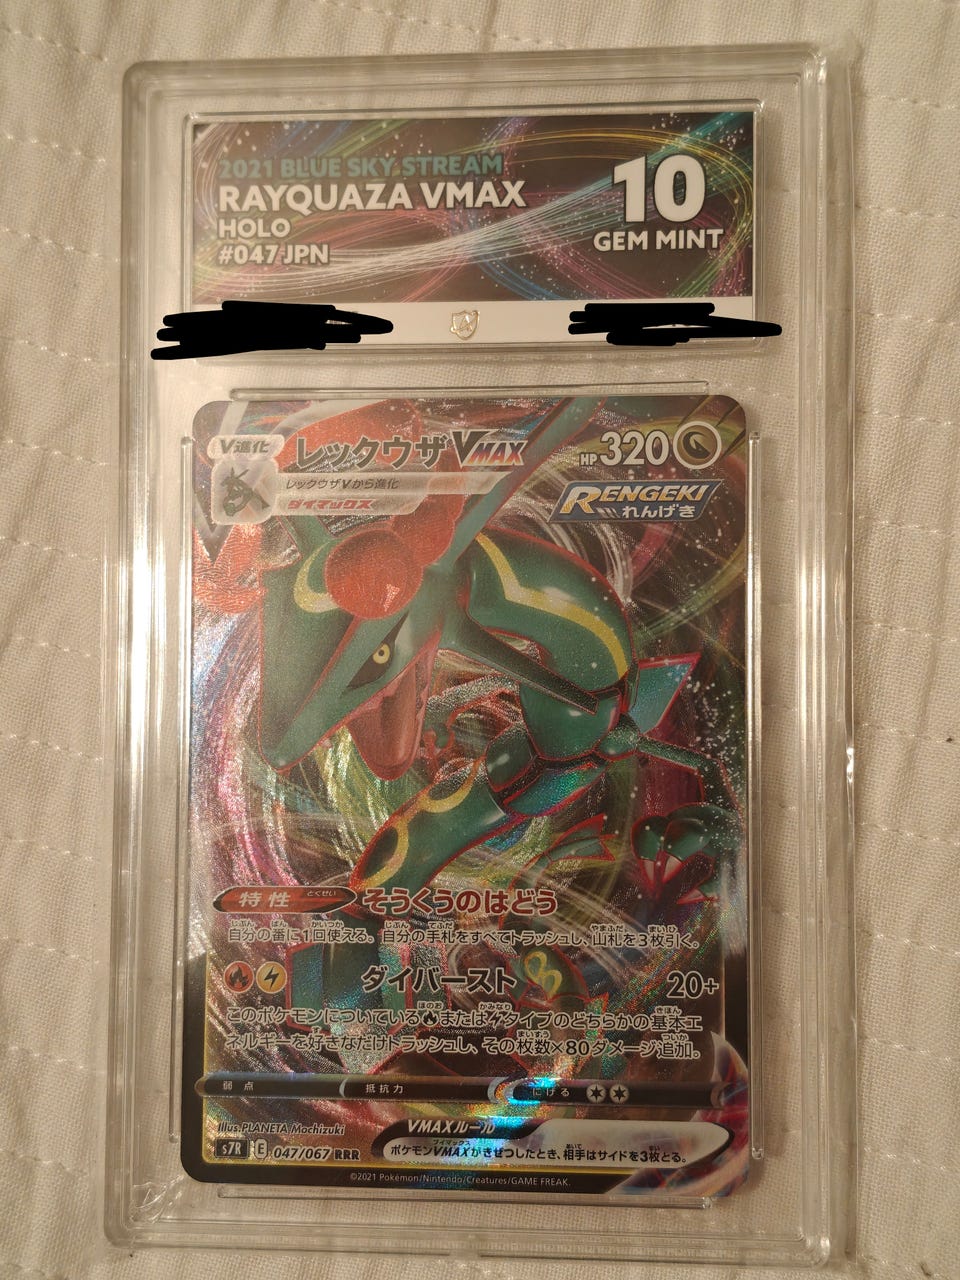 2021 BLUE SKY STREAM
RAYQUAZA VMAX
HOLO
#047 JPN
10
GEM MINT
V進化
レックウザVMAX
HP320
レックウザVから進化
ダイマックス
RENGEKI
れんげき
特性 とくせい そうくうのはどう
自分の番に1回使える。自分の手札をすべてトラッシュし、山札を3枚引く。
ダイバースト 20+
このポケモンについているまたはタイプのどちらかの基本エ
ネルギーを好きなだけトラッシュし、その枚数×80ダメージ追加。
弱点 抵抗力 にげる
Illus.PLANETA Mochizuki
VMAXルール
S7R E 047/067 RRR
ポケモンVMAXがきぜつしたとき、相手はサイドを3枚とる。
©2021 Pokémon/Nintendo/Creatures/GAME FREAK.